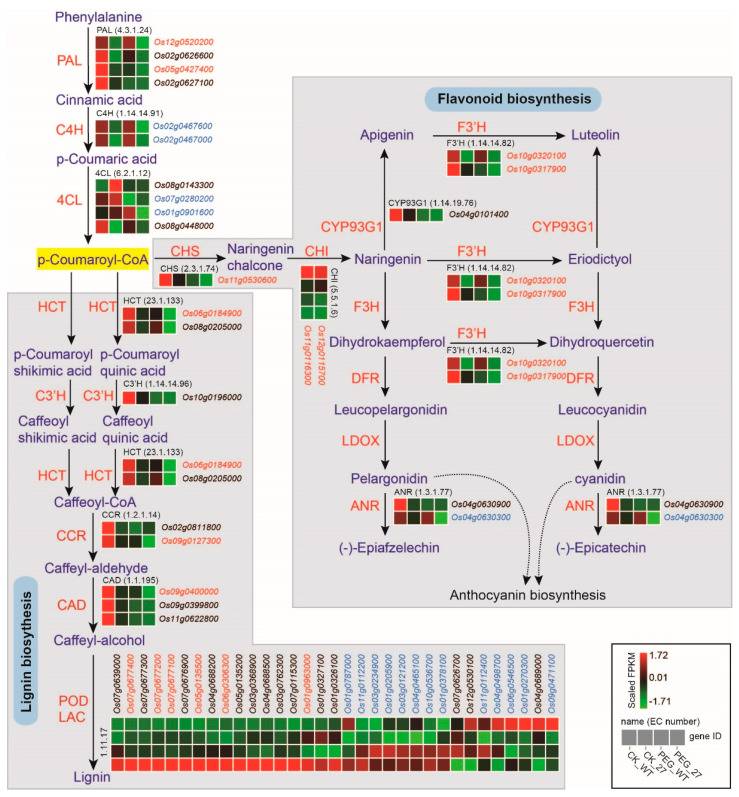 Phenylalanine
PAL (4.3.1.24)
PAL
Os12g0520200
Os02g0626600
Os05g0427400
Os02g0627100
Cinnamic acid
C4H (1.14.14.91)
C4H
Os02g0467600
Os02g0467000
p-Coumaric acid
4CL (6.2.1.12)
4CL
Os08g0143300
Os07g0280200
Os01g0901600
Os08g0448000
p-Coumaroyl-CoA
CHS
CHS (2.3.1.74)
Os11g0530600
Naringenin
chalcone
CHI
CHI (5.5.1.6)
Os12g0115700
Os11g0116300
Flavonoid biosynthesis
Apigenin
F3'H
Luteolin
F3'H (1.14.14.82)
Os10g0320100
Os10g0317900
CYP93G1 (1.14.19.76)
Os04g0101400
CYP93G1
CYP93G1
Naringenin
F3'H
Eriodictyol
F3'H (1.14.14.82)
Os10g0320100
Os10g0317900
F3H
F3H
Dihydrokaempferol
F3'H
Dihydroquercetin
F3'H (1.14.14.82)
Os10g0320100
Os10g0317900
DFR
DFR
Leucopelargonidin
Leucocyanidin
LDOX
LDOX
Pelargonidin
cyanidin
ANR
ANR (1.3.1.77)
Os04g0630900
Os04g0630300
ANR
ANR (1.3.1.77)
Os04g0630900
Os04g0630300
(-)-Epiafzelechin
(-)-Epicatechin
Anthocyanin biosynthesis
HCT
HCT
HCT (23.1.133)
Os06g0184900
Os08g0205000
p-Coumaroyl
shikimic acid
p-Coumaroyl
quinic acid
C3'H
C3'H
C3'H (1.14.14.96)
Os10g0196000
Caffeoyl
shikimic acid
Caffeoyl
quinic acid
HCT
HCT
HCT (23.1.133)
Os06g0184900
Os08g0205000
Caffeoyl-CoA
CCR
CCR (1.2.1.14)
Os02g0811800
Os09g0127300
Caffeyl-aldehyde
CAD
CAD (1.1.195)
Os09g0400000
Os09g0399800
Os11g0622800
Caffeyl-alcohol
Lignin biosythesis
POD
LAC
1.11.17
Lignin
Os07g0639000
Os07g0677400
Os07g0677300
Os07g0677200
Os07g0677100
Os07g0676900
Os05g0135500
Os04g0688200
Os06g0306300
Os05g0135200
Os03g0368900
Os04g0688500
Os03g0762300
Os07g0115300
Os01g0963000
Os01g0327100
Os01g0326100
Os01g0787000
Os11g0112200
Os03g0234900
Os01g0205900
Os03g0121200
Os04g0465100
Os10g0536700
Os01g0378100
Os07g0626700
Os12g0530100
Os11g0112400
Os04g0498700
Os06g0546500
Os01g0270300
Os04g0689000
Os09g0471100
Scaled FPKM
1.72
-1.71
name (EC number)
gene ID
CK_WT
CK_27
PEG_WT
PEG_27